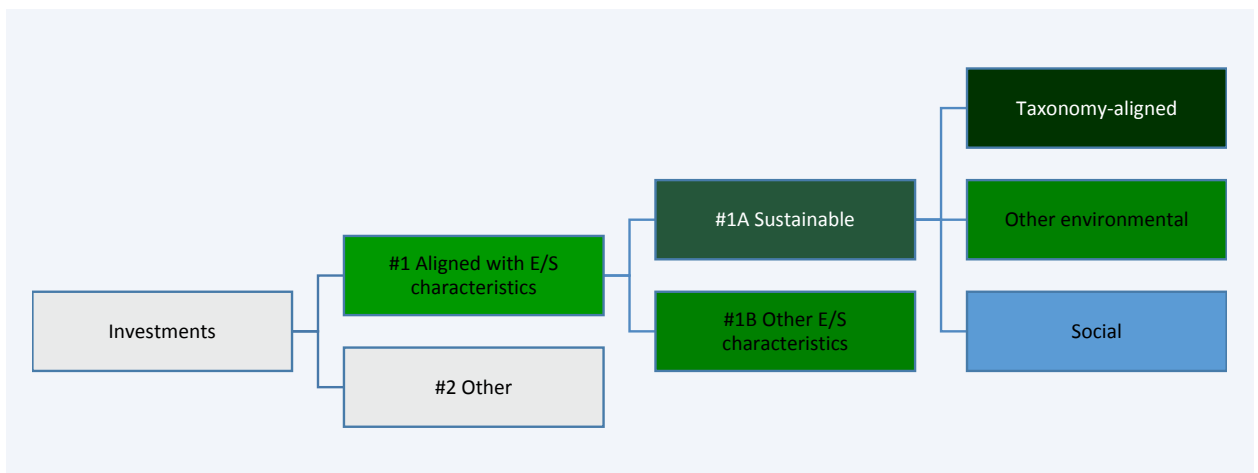 Investments
#1 Aligned with E/S
characteristics
#2 Other
#1A Sustainable
#1B Other E/S
characteristics
Taxonomy-aligned
Other environmental
Social